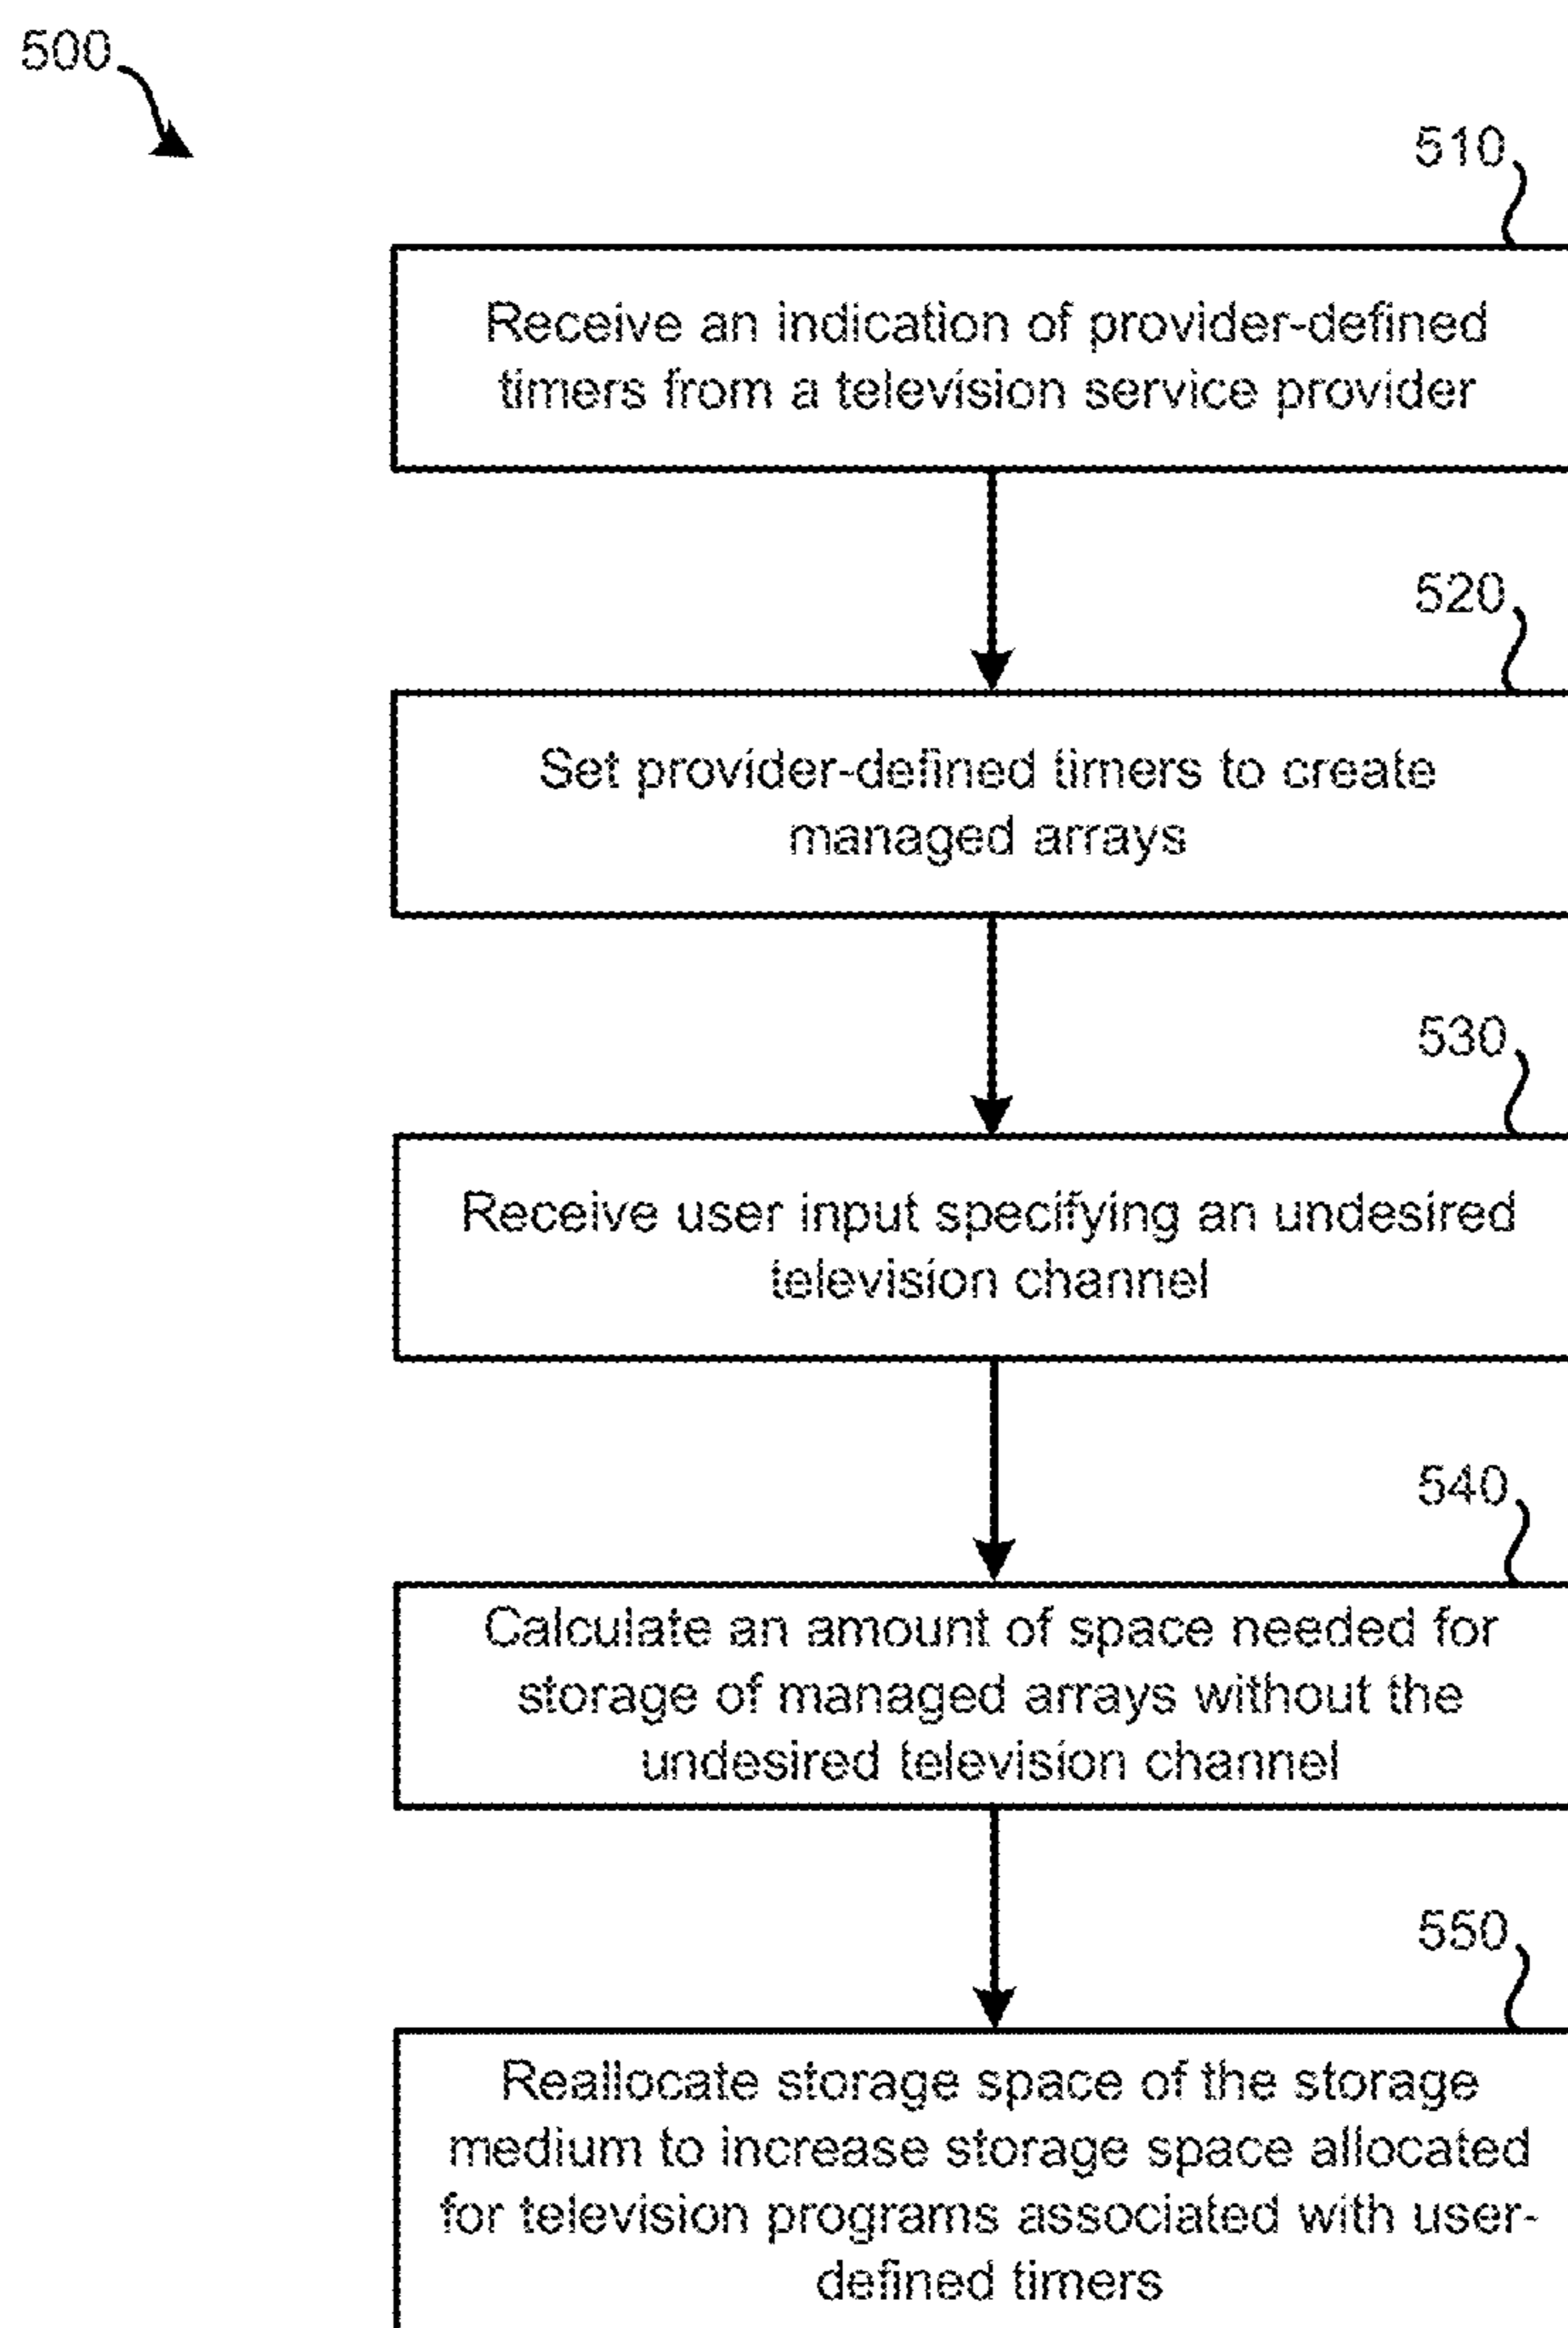 500
510
Receive an indication of provider-defined
timers from a television service provider
520
Set provider-defined timers to create
managed arrays
530
Receive user input specifying an undesired
television channel
540
Calculate an amount of space needed for
storage of managed arrays without the
undesired television channel
550
Reallocate storage space of the storage
medium to increase storage space allocated
for television programs associated with user-
defined timers